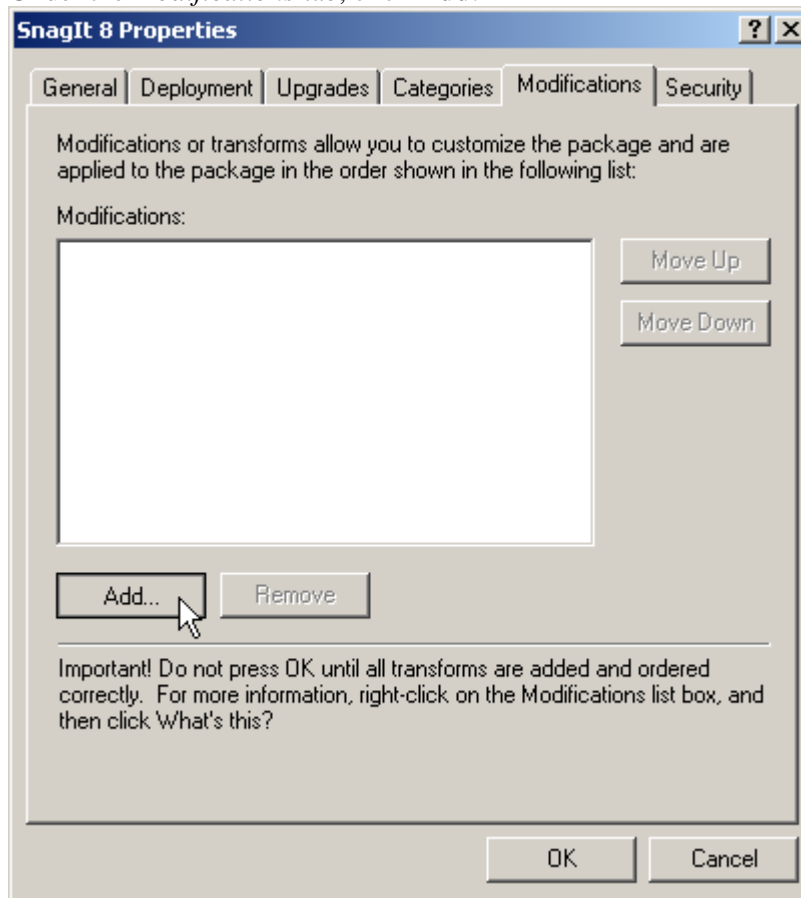 SnagIt 8 Properties
General
Deployment
Upgrades
Categories
Modifications
Security
Modifications or transforms allow you to customize the package and are
applied to the package in the order shown in the following list:
Modifications:
Move Up
Move Down
Add...
Remove
Important! Do not press OK until all transforms are added and ordered
correctly. For more information, right-click on the Modifications list box, and
then click What's this?
OK
Cancel